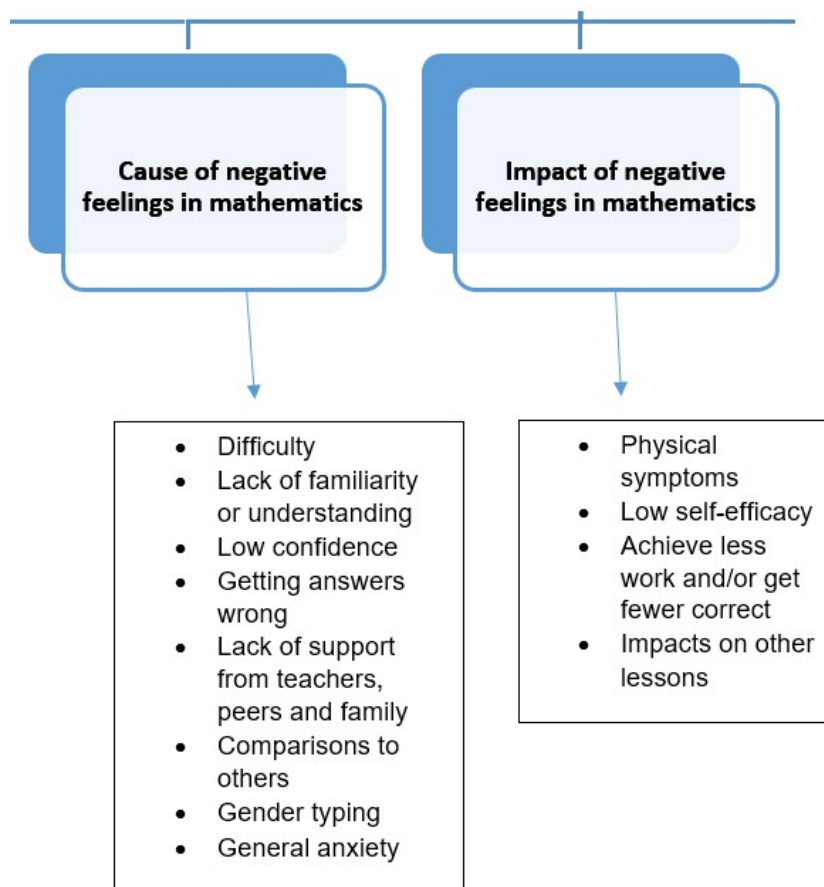 Cause of negative
feelings in mathematics
Impact of negative
feelings in mathematics
• Difficulty
• Lack of familiarity
or understanding
• Low confidence
• Getting answers
wrong
• Lack of support
from teachers,
peers and family
• Comparisons to
others
• Gender typing
• General anxiety
• Physical
symptoms
• Low self-efficacy
• Achieve less
work and/or get
fewer correct
• Impacts on other
lessons